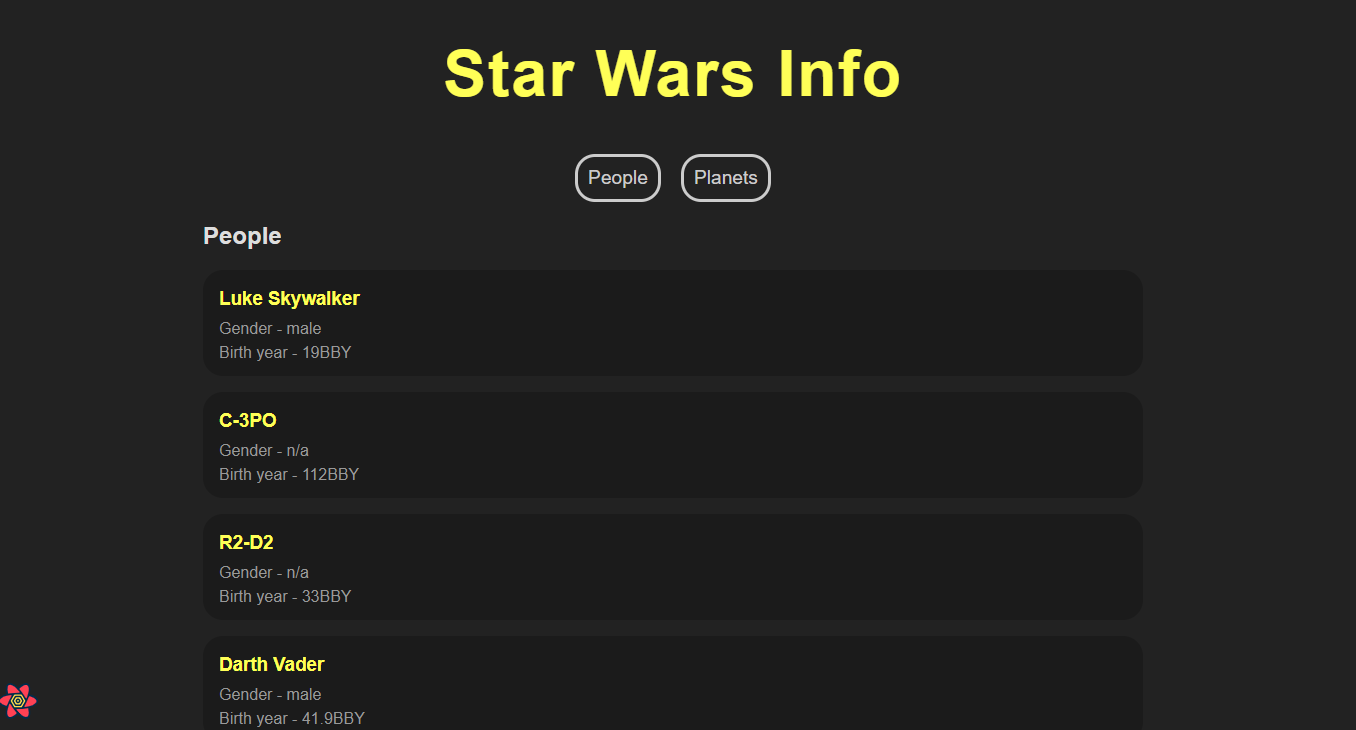 Star Wars Info
People Planets
People
Luke Skywalker
Gender - male
Birth year - 19BBY
C-3PO
Gender - n/a
Birth year - 112BBY
R2-D2
Gender - n/a
Birth year - 33BBY
Darth Vader
Gender - male
Birth year - 41.9BBY